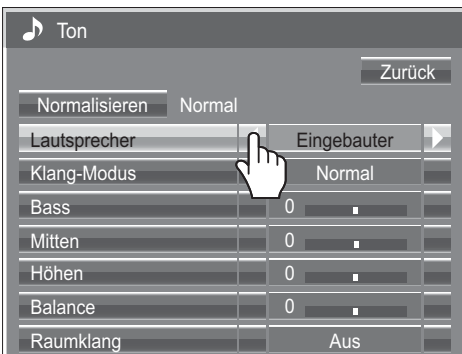 Ton
Zurück
Normalisieren Normal
Lautsprecher Eingebauter
Klang-Modus Normal
Bass 0
Mitten 0
Höhen 0
Balance 0
Raumklang Aus